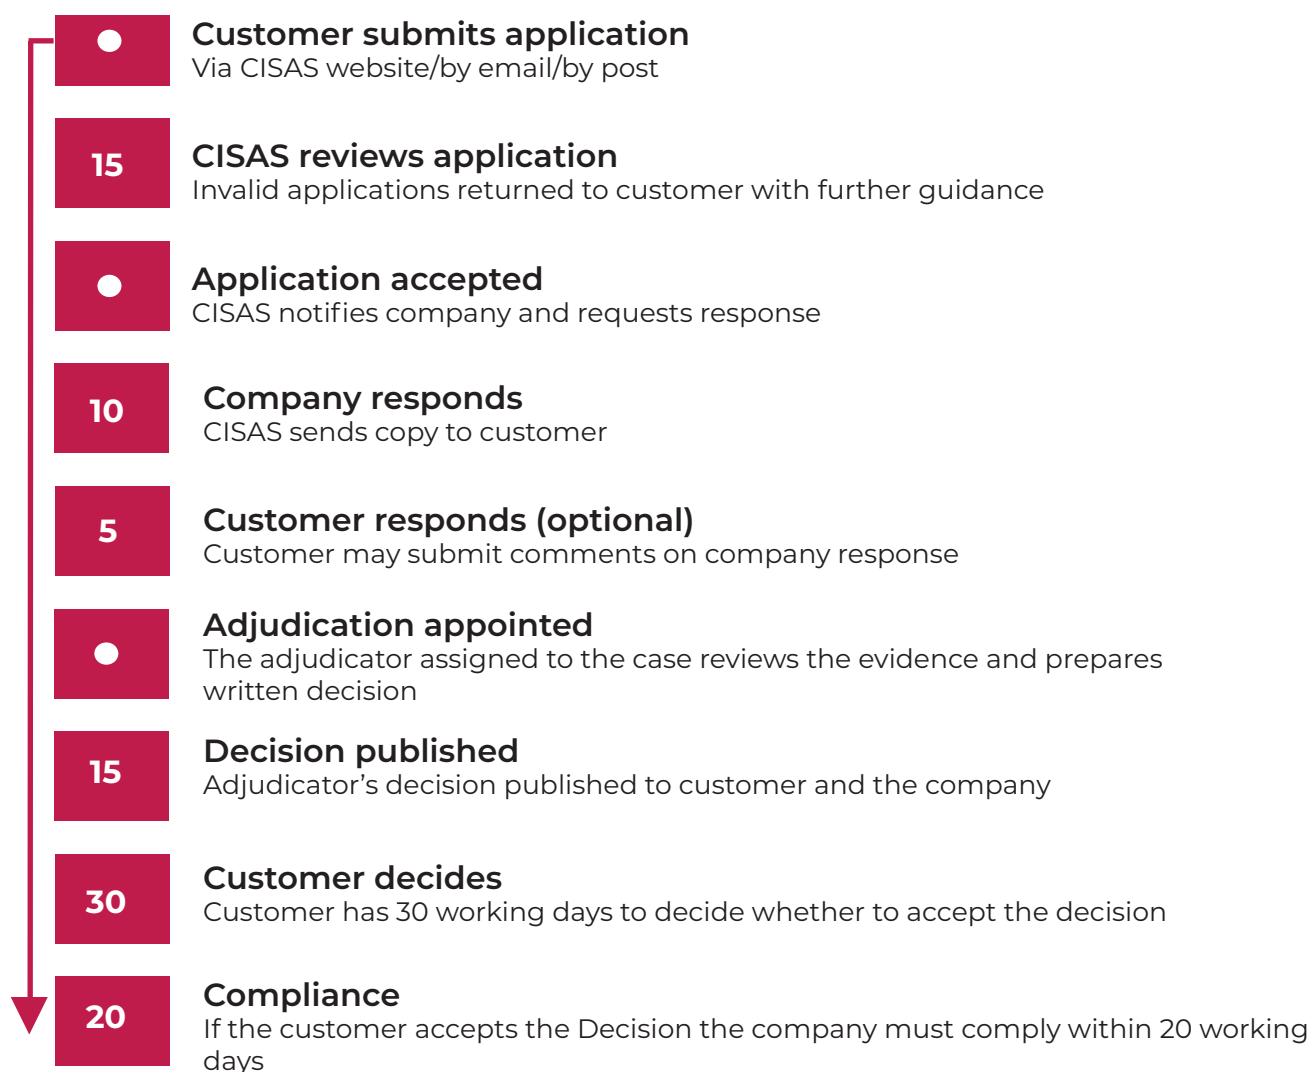 Customer submits application
Via CISAS website/by email/by post
15
CISAS reviews application
Invalid applications returned to customer with further guidance
Application accepted
CISAS notifies company and requests response
10
Company responds
CISAS sends copy to customer
5
Customer responds (optional)
Customer may submit comments on company response
Adjudication appointed
The adjudicator assigned to the case reviews the evidence and prepares
written decision
15
Decision published
Adjudicator’s decision published to customer and the company
30
Customer decides
Customer has 30 working days to decide whether to accept the decision
20
Compliance
If the customer accepts the Decision the company must comply within 20 working
days